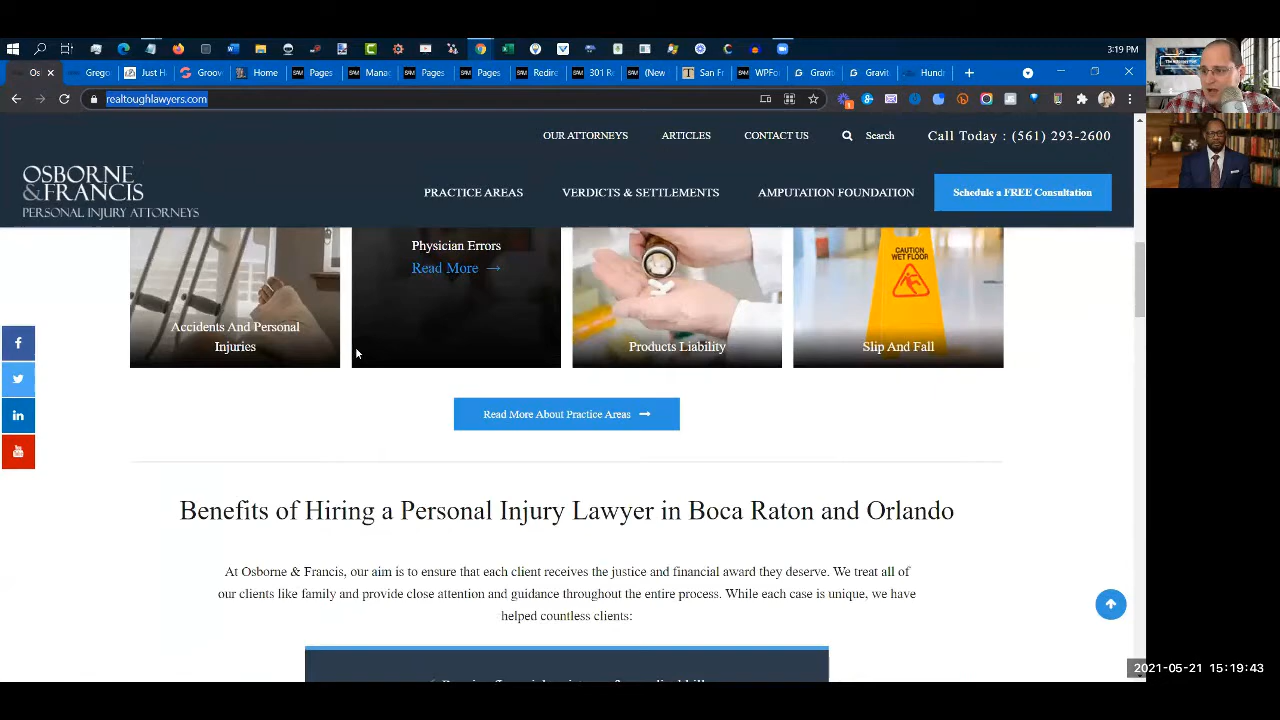 3:19 PM
Os
Grego
Just H
Groov
Home
Pages
Mana
Pages
Pages
Redire
301 R
(New
San Fr
WPFo
Gravit
Gravit
Hundr
realtoughlawyers.com
OUR ATTORNEYS
ARTICLES
CONTACT US
Search
Call Today : (561) 293-2600
OSBORNE
&FRANCIS
PERSONAL INJURY ATTORNEYS
PRACTICE AREAS
VERDICTS & SETTLEMENTS
AMPUTATION FOUNDATION
Schedule a FREE Consultation
Physician Errors
Read More →
CAUTION
WET FLOOR
Accidents And Personal
Injuries
Products Liability
Slip And Fall
Read More About Practice Areas →
Benefits of Hiring a Personal Injury Lawyer in Boca Raton and Orlando
At Osborne & Francis, our aim is to ensure that each client receives the justice and financial award they deserve. We treat all of
our clients like family and provide close attention and guidance throughout the entire process. While each case is unique, we have
helped countless clients:
2021-05-21 15:19:43